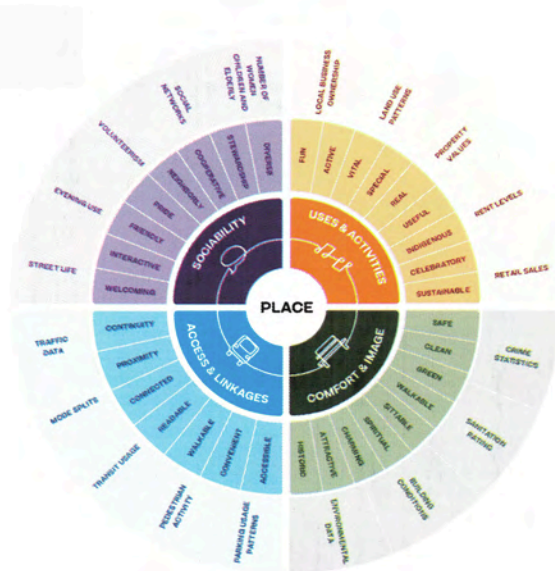 NUMBER OF
WOMEN
CHILDREN AND
ELDERLY
SOCIAL
NETWORKS
VOLUNTEERISM
EVENING USE
STREET LIFE
DIVERSE
STEWARDSHIP
COOPERATIVE
NEIGHBORLY
PRIDE
FRIENDLY
INTERACTIVE
WELCOMING
SOCIABILITY
LOCAL BUSINESS
OWNERSHIP
LAND USE
PATTERNS
PROPERTY
VALUES
RENT LEVELS
RETAIL SALES
FUN
ACTIVE
VITAL
SPECIAL
REAL
USEFUL
INDIGENOUS
CELEBRATORY
SUSTAINABLE
USES & ACTIVITIES
PLACE
ACCESS & LINKAGES
CONTINUITY
PROXIMITY
CONNECTED
READABLE
WALKABLE
CONVENIENT
ACCESSIBLE
TRAFFIC
DATA
MODE SPLITS
TRANSIT USAGE
PEDESTRIAN
ACTIVITY
PARKING USAGE
PATTERNS
COMFORT & IMAGE
SAFE
CLEAN
GREEN
WALKABLE
SITTABLE
SPIRITUAL
CHARMING
ATTRACTIVE
HISTORIC
CRIME
STATISTICS
SANITATION
RATING
BUILDING
CONDITIONS
ENVIRONMENTAL
DATA